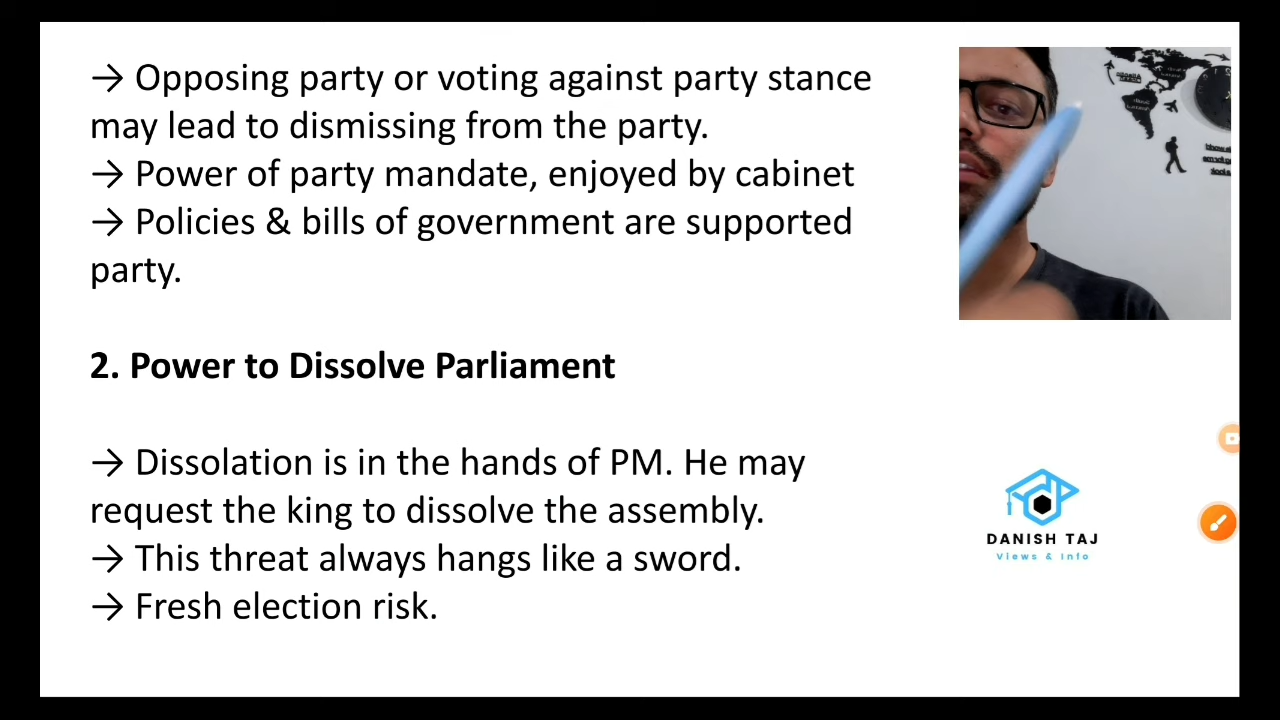 → Opposing party or voting against party stance
may lead to dismissing from the party.
→ Power of party mandate, enjoyed by cabinet
→ Policies & bills of government are supported
party.
2. Power to Dissolve Parliament
→ Dissolation is in the hands of PM. He may
request the king to dissolve the assembly.
→ This threat always hangs like a sword.
→ Fresh election risk.
DANISH TAJ
Views & Info